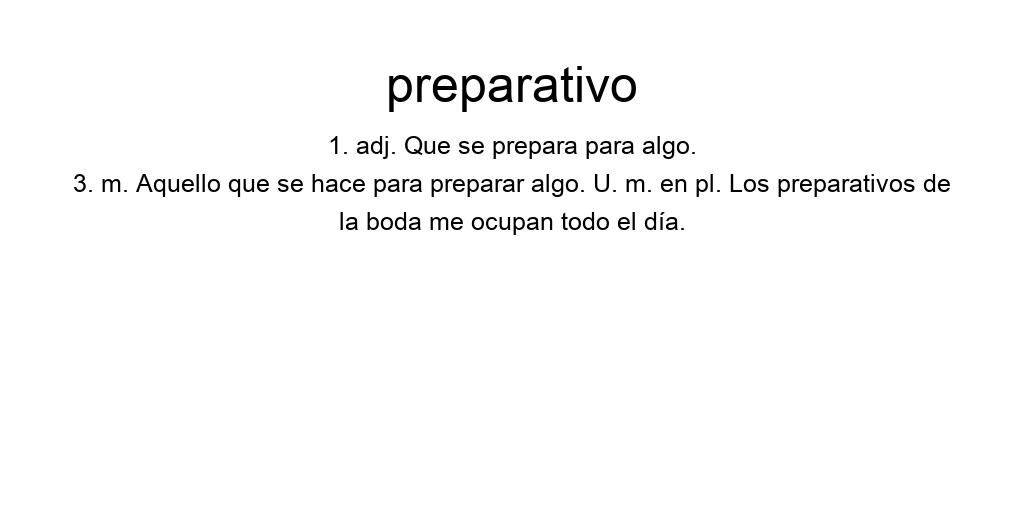 preparativo
1. adj. Que se prepara para algo.
3. m. Aquello que se hace para preparar algo. U. m. en pl. Los preparativos de
la boda me ocupan todo el día.